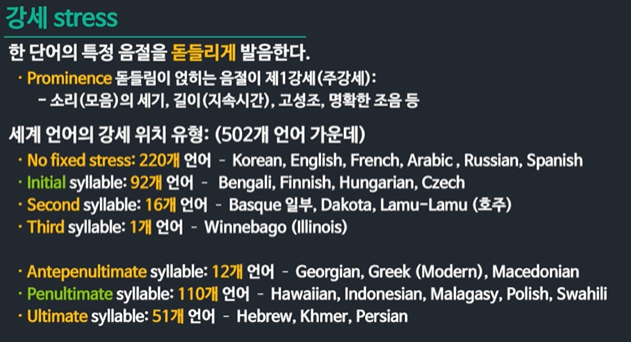 강세 stress
한 단어의 특정 음절을 돋들리게 발음한다.
· Prominence 돋들림이 얹히는 음절이 제1강세(주강세):
- 소리(모음)의 세기, 길이(지속시간), 고성조, 명확한 조음 등
세계 언어의 강세 위치 유형: (502개 언어 가운데)
· No fixed stress: 220개 언어 - Korean, English, French, Arabic , Russian, Spanish
· Initial syllable: 92개 언어 - Bengali, Finnish, Hungarian, Czech
· Second syllable: 16개 언어 - Basque 일부, Dakota, Lamu-Lamu (호주)
· Third syllable: 1개 언어 - Winnebago (Illinois)
· Antepenultimate syllable: 12개 언어 - Georgian, Greek (Modern), Macedonian
· Penultimate syllable: 110개 언어 - Hawaiian, Indonesian, Malagasy, Polish, Swahili
· Ultimate syllable: 51개 언어 - Hebrew, Khmer, Persian